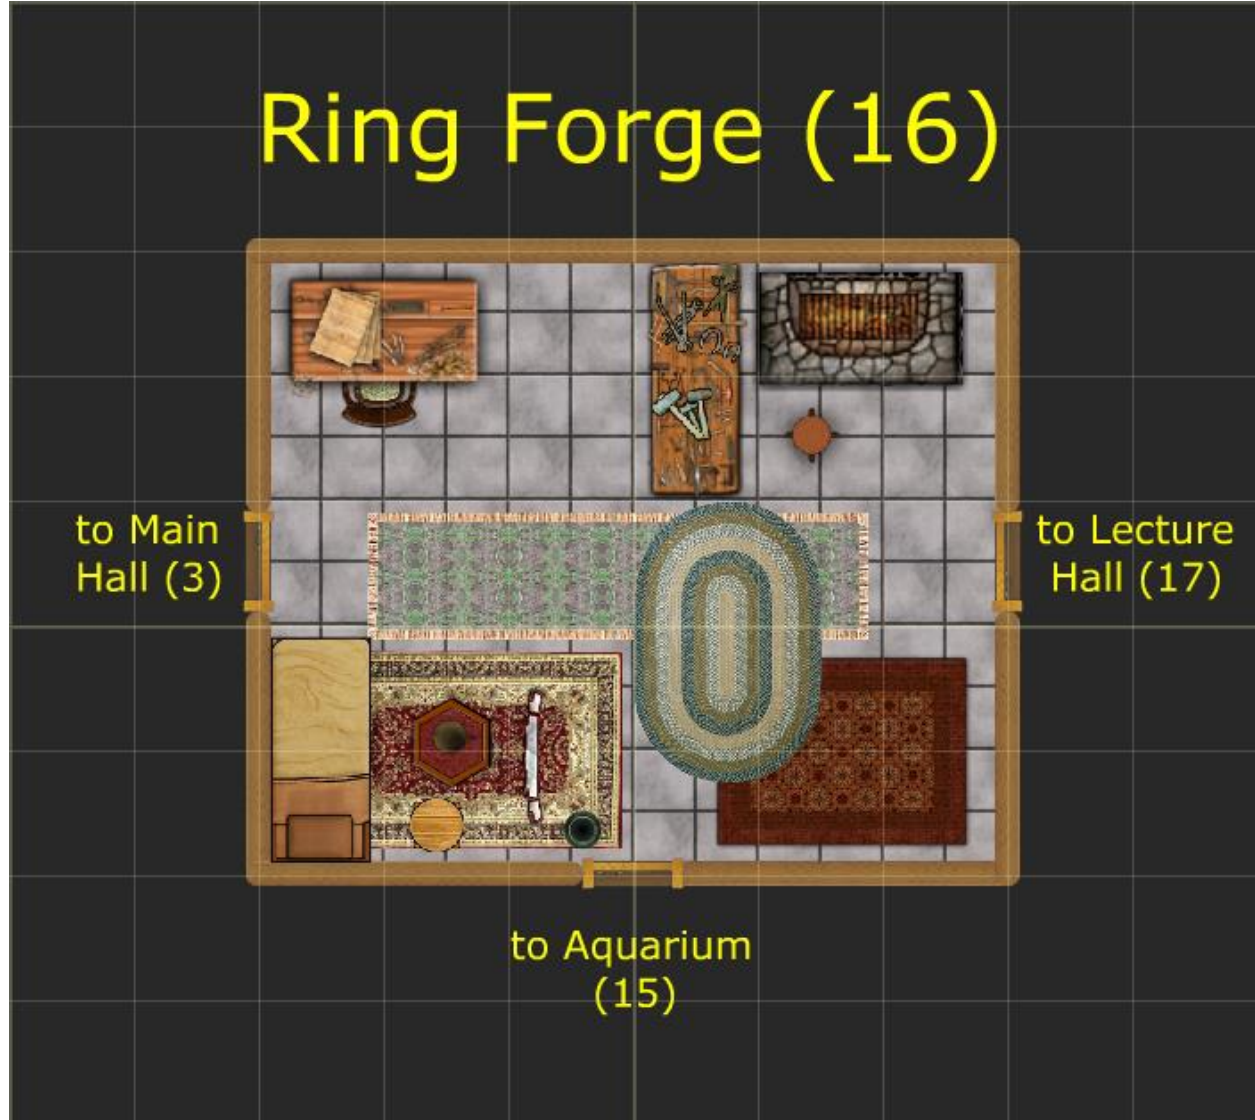 Ring Forge (16)
to Main
Hall (3)
to Lecture
Hall (17)
to Aquarium
(15)